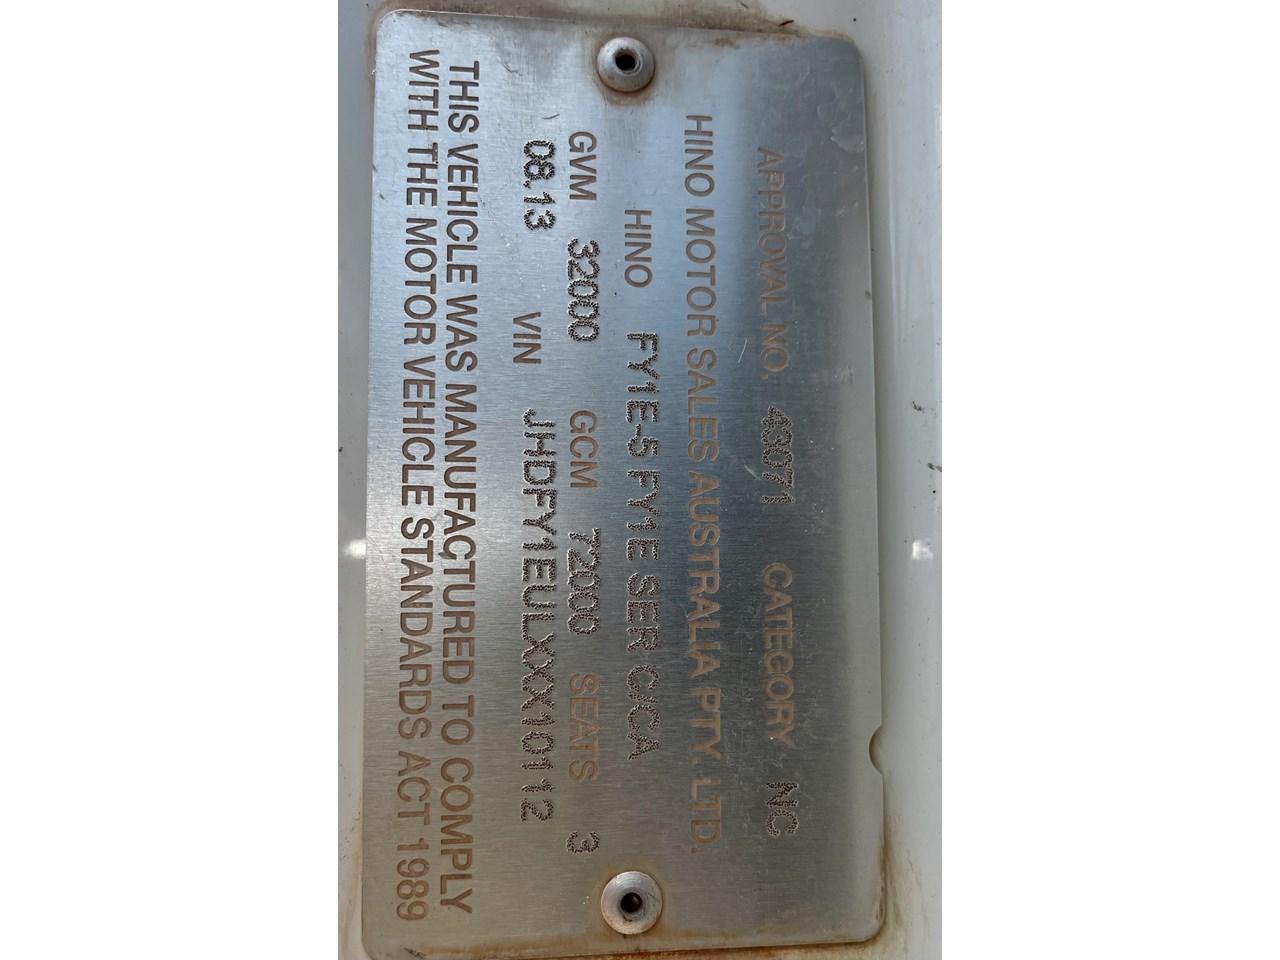 APPROVAL NO. 43071 CATEGORY NC
HINO MOTOR SALES AUSTRALIA PTY. LTD.
HINO FY1E-5 FY1E SER C/CA
GVM 32000 GCM 72000 SEATS 3
08.13 VIN JHDFY1EULXXX10112
THIS VEHICLE WAS MANUFACTURED TO COMPLY
WITH THE MOTOR VEHICLE STANDARDS ACT 1989